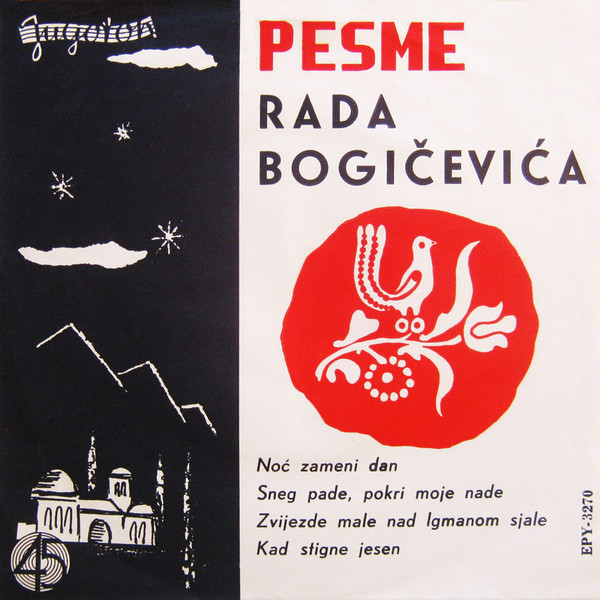 Jugoton
PESME
RADA
BOGIČEVIĆA
Noć zameni dan
Sneg pade, pokri moje nade
Zvijezde male nad Igmanom sjale
Kad stigne jesen
EPY-3270
45